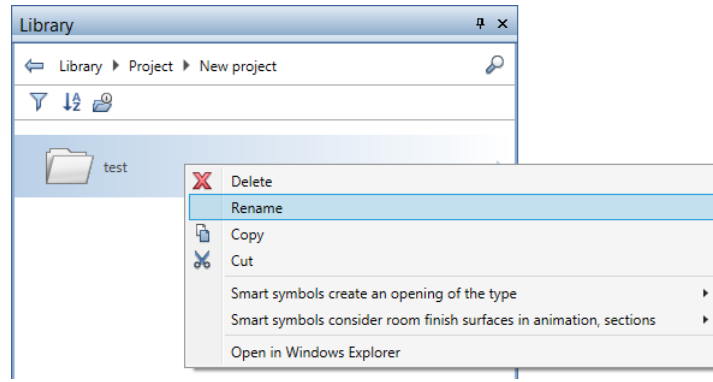 Library
Library Project New project
test
Delete
Rename
Copy
Cut
Smart symbols create an opening of the type
Smart symbols consider room finish surfaces in animation, sections
Open in Windows Explorer